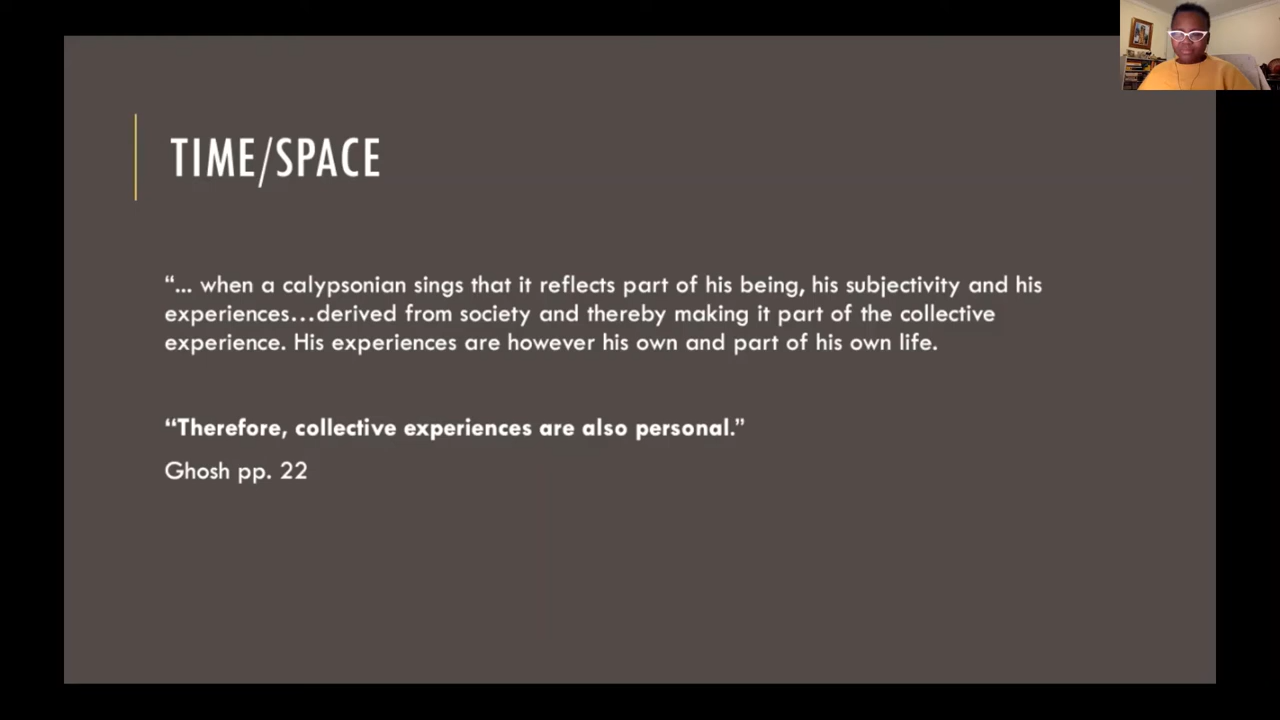 TIME/SPACE
“... when a calypsonian sings that it reflects part of his being, his subjectivity and his
experiences...derived from society and thereby making it part of the collective
experience. His experiences are however his own and part of his own life.
“Therefore, collective experiences are also personal.”
Ghosh pp. 22